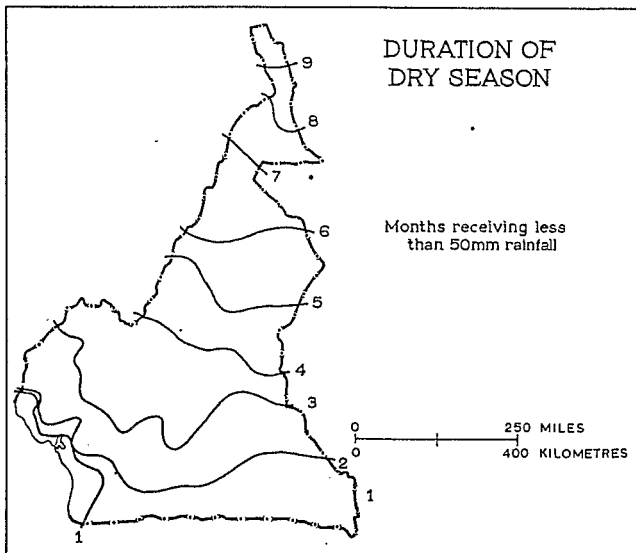 DURATION OF
DRY SEASON
9
8
7
Months receiving less
than 50mm rainfall
6
5
4
3
0 250 MILES
0 400 KILOMETRES
2
1
1